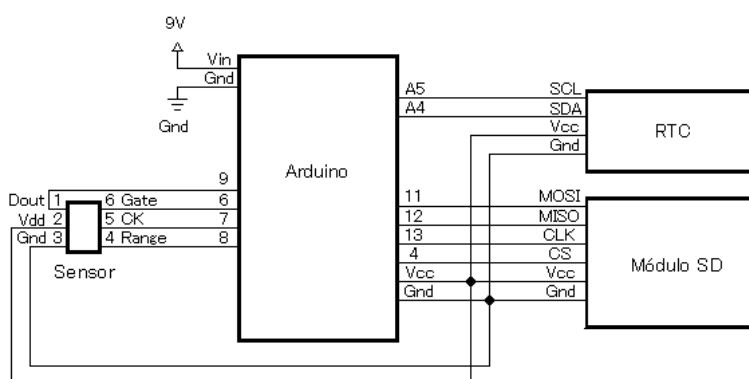 9V
Vin
Gnd
Gnd
Arduino
A5 SCL
A4 SDA
Vcc
Gnd
RTC
9
Dout 1 6 Gate 6
Vdd 2 5 CK 7
Gnd 3 4 Range 8
Sensor
11 MOSI
12 MISO
13 CLK
4 CS
Vcc Vcc
Gnd Gnd
Módulo SD